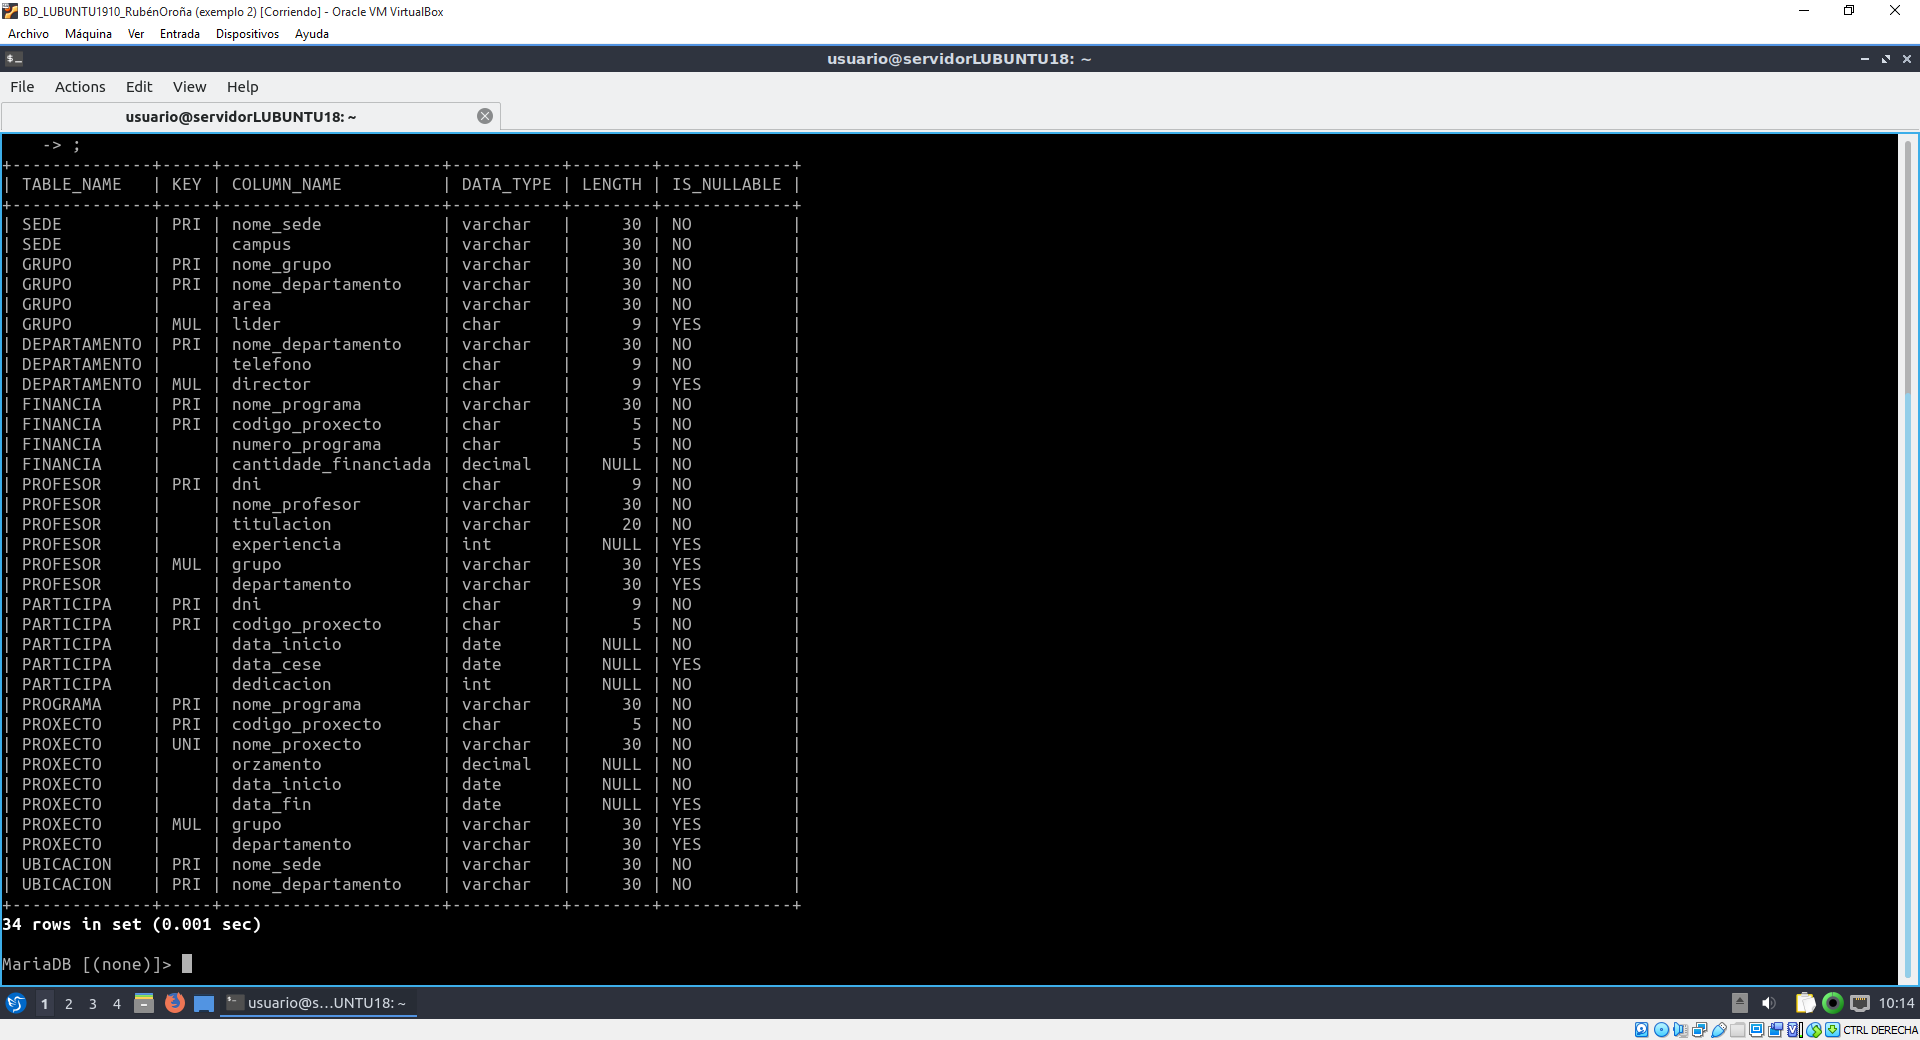 BD_LUBUNTU1910_RubénOroña (exemplo 2) [Corriendo] - Oracle VM VirtualBox
Archivo Máquina Ver Entrada Dispositivos Ayuda
usuario@servidorLUBUNTU18: ~
File Actions Edit View Help
usuario@servidorLUBUNTU18: ~
    -> ;
+--------------+-----+----------------------+-----------+--------+-------------+
| TABLE_NAME   | KEY | COLUMN_NAME          | DATA_TYPE | LENGTH | IS_NULLABLE |
+--------------+-----+----------------------+-----------+--------+-------------+
| SEDE         | PRI | nome_sede            | varchar   |     30 | NO          |
| SEDE         |     | campus               | varchar   |     30 | NO          |
| GRUPO        | PRI | nome_grupo           | varchar   |     30 | NO          |
| GRUPO        | PRI | nome_departamento    | varchar   |     30 | NO          |
| GRUPO        |     | area                 | varchar   |     30 | NO          |
| GRUPO        | MUL | lider                | char      |      9 | YES         |
| DEPARTAMENTO | PRI | nome_departamento    | varchar   |     30 | NO          |
| DEPARTAMENTO |     | telefono             | char      |      9 | NO          |
| DEPARTAMENTO | MUL | director             | char      |      9 | YES         |
| FINANCIA     | PRI | nome_programa        | varchar   |     30 | NO          |
| FINANCIA     | PRI | codigo_proxecto      | char      |      5 | NO          |
| FINANCIA     |     | numero_programa      | char      |      5 | NO          |
| FINANCIA     |     | cantidade_financiada | decimal   |   NULL | NO          |
| PROFESOR     | PRI | dni                  | char      |      9 | NO          |
| PROFESOR     |     | nome_profesor        | varchar   |     30 | NO          |
| PROFESOR     |     | titulacion           | varchar   |     20 | NO          |
| PROFESOR     |     | experiencia          | int       |   NULL | YES         |
| PROFESOR     | MUL | grupo                | varchar   |     30 | YES         |
| PROFESOR     |     | departamento         | varchar   |     30 | YES         |
| PARTICIPA    | PRI | dni                  | char      |      9 | NO          |
| PARTICIPA    | PRI | codigo_proxecto      | char      |      5 | NO          |
| PARTICIPA    |     | data_inicio          | date      |   NULL | NO          |
| PARTICIPA    |     | data_cese            | date      |   NULL | YES         |
| PARTICIPA    |     | dedicacion           | int       |   NULL | NO          |
| PROGRAMA     | PRI | nome_programa        | varchar   |     30 | NO          |
| PROXECTO     | PRI | codigo_proxecto      | char      |      5 | NO          |
| PROXECTO     | UNI | nome_proxecto        | varchar   |     30 | NO          |
| PROXECTO     |     | orzamento            | decimal   |   NULL | NO          |
| PROXECTO     |     | data_inicio          | date      |   NULL | NO          |
| PROXECTO     |     | data_fin             | date      |   NULL | YES         |
| PROXECTO     | MUL | grupo                | varchar   |     30 | YES         |
| PROXECTO     |     | departamento         | varchar   |     30 | YES         |
| UBICACION    | PRI | nome_sede            | varchar   |     30 | NO          |
| UBICACION    | PRI | nome_departamento    | varchar   |     30 | NO          |
+--------------+-----+----------------------+-----------+--------+-------------+
34 rows in set (0.001 sec)
MariaDB [(none)]>
1 2 3 4 usuario@s...UNTU18: ~ 10:14
CTRL DERECHA